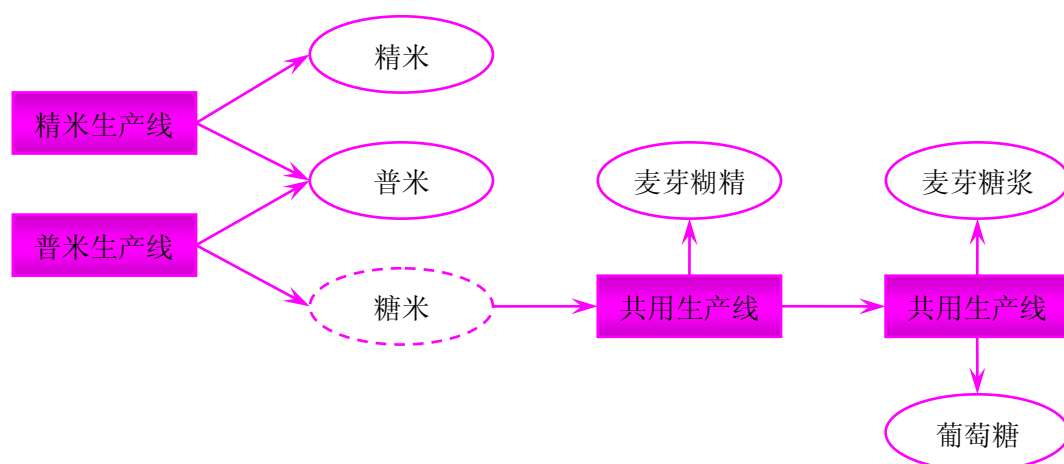 精米
精米生产线
普米
麦芽糊精
麦芽糖浆
普米生产线
糖米
共用生产线
共用生产线
葡萄糖